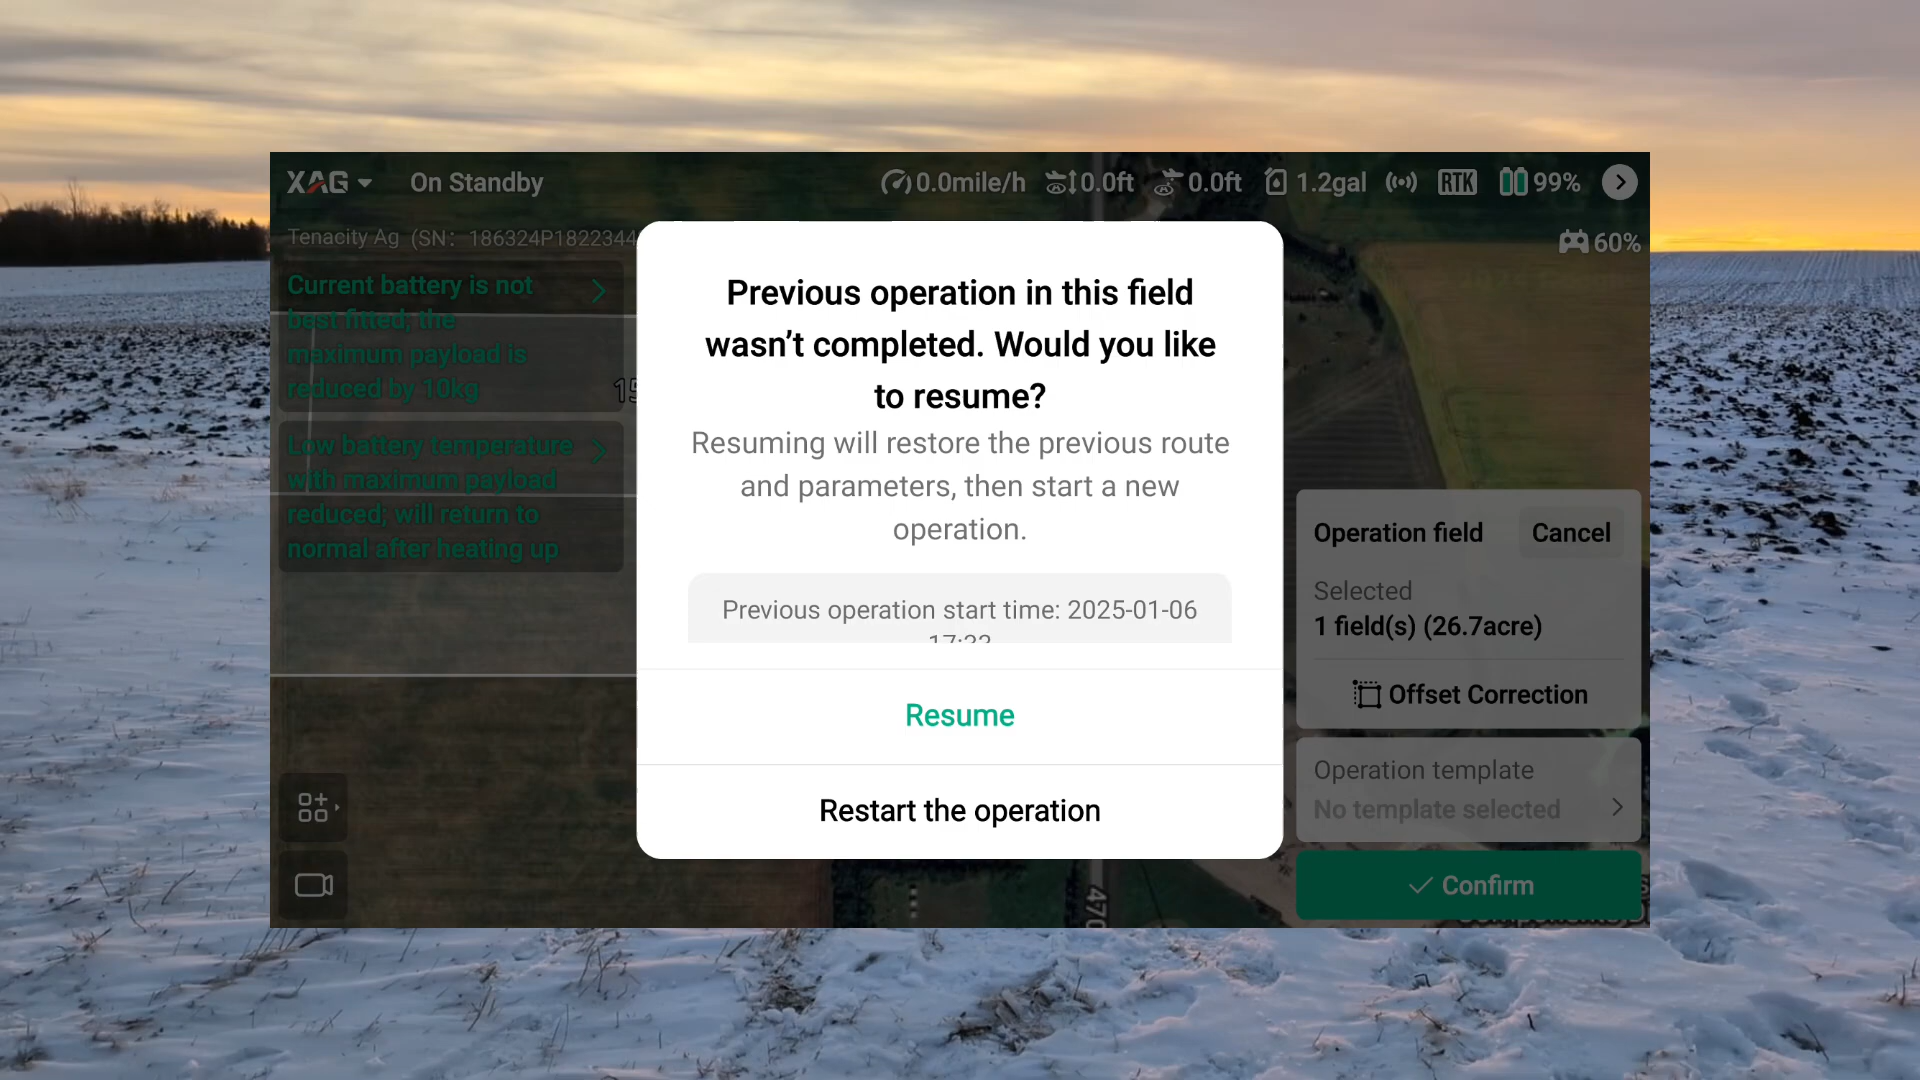 XAG
On Standby
0.0mile/h
0.0ft
0.0ft
1.2gal
RTK
99%
60%
Tenacity Ag (SN: 186324P1822344
Current battery is not
best fitted; the
maximum payload is
reduced by 10kg
15
Low battery temperature
with maximum payload
reduced; will return to
normal after heating up
Previous operation in this field
wasn’t completed. Would you like
to resume?
Resuming will restore the previous route
and parameters, then start a new
operation.
Previous operation start time: 2025-01-06
Resume
Restart the operation
Operation field
Cancel
Selected
1 field(s) (26.7acre)
Offset Correction
Operation template
No template selected
Confirm
470